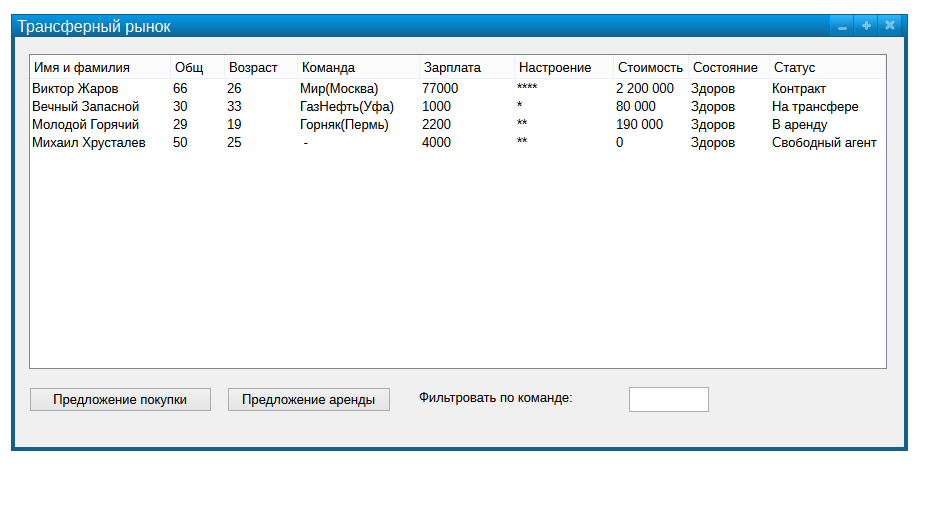 Трансферный рынок
Имя и фамилия Общ Возраст Команда Зарплата Настроение Стоимость Состояние Статус
Виктор Жаров 66 26 Мир(Москва) 77000 **** 2 200 000 Здоров Контракт
Вечный Запасной 30 33 ГазНефть(Уфа) 1000 * 80 000 Здоров На трансфере
Молодой Горячий 29 19 Горняк(Пермь) 2200 ** 190 000 Здоров В аренду
Михаил Хрусталев 50 25 - 4000 ** 0 Здоров Свободный агент
Предложение покупки Предложение аренды Фильтровать по команде: